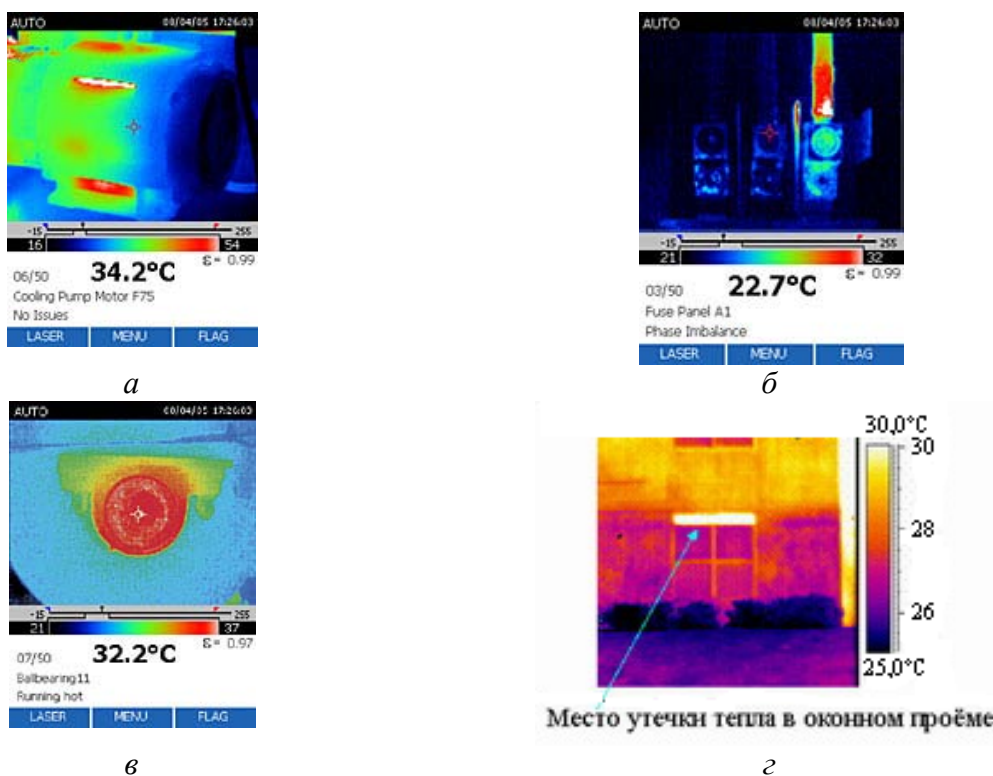 AUTO 08/04/05 17:26:03
-15 255
16 54
ε= 0.99
06/50 34.2°C
Cooling Pump Motor F75
No Issues
LASER MENU FLAG
а
AUTO 08/04/05 17:26:03
-15 255
21 32
ε= 0.99
03/50 22.7°C
Fuse Panel A1
Phase Imbalance
LASER MENU FLAG
б
AUTO 08/04/05 17:26:03
-15 255
21 37
ε= 0.97
07/50 32.2°C
Ballbearing11
Running hot
LASER MENU FLAG
в
30,0°C
30
28
26
25,0°C
Место утечки тепла в оконном проёме
г